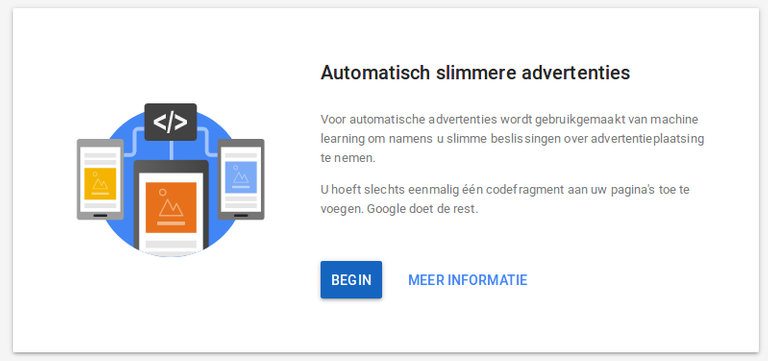 </>
Automatisch slimmere advertenties
Voor automatische advertenties wordt gebruikgemaakt van machine
learning om namens u slimme beslissingen over advertentieplaatsing
te nemen.
U hoeft slechts eenmalig één codefragment aan uw pagina's toe te
voegen. Google doet de rest.
BEGIN MEER INFORMATIE